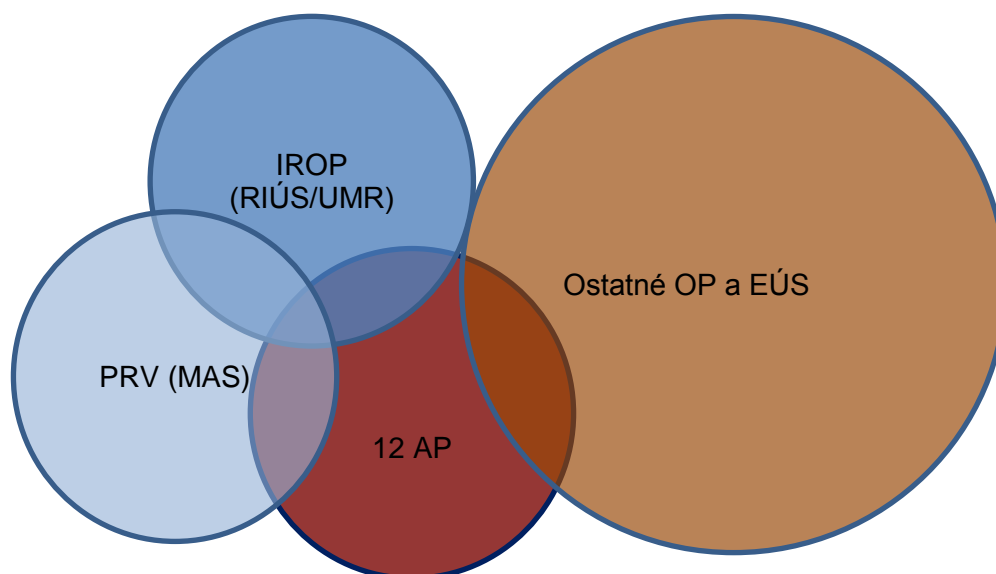 IROP
(RIÚS/UMR)
Ostatné OP a EÚS
PRV (MAS)
12 AP